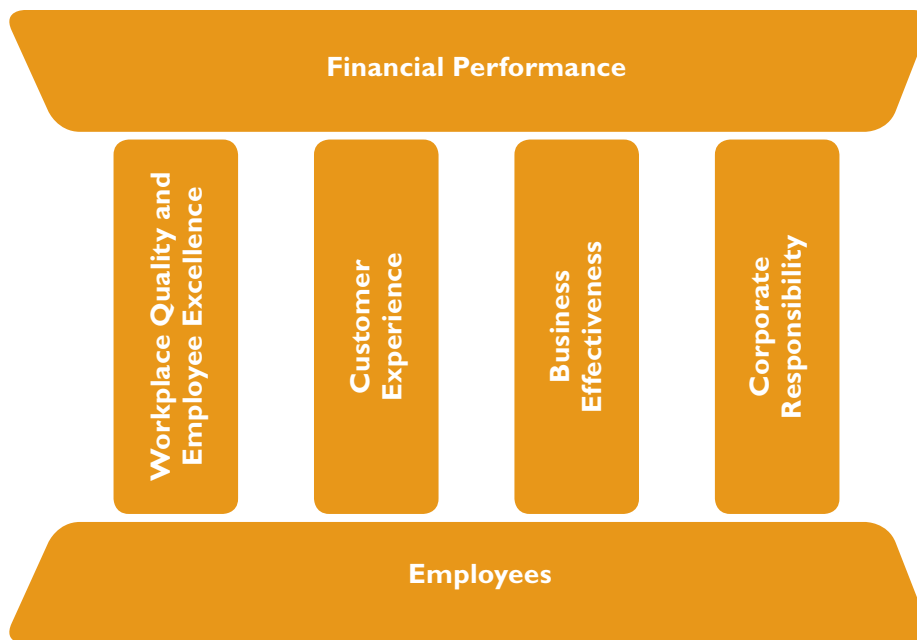 Financial Performance
Workplace Quality and
Employee Excellence
Customer
Experience
Business
Effectiveness
Corporate
Responsibility
Employees